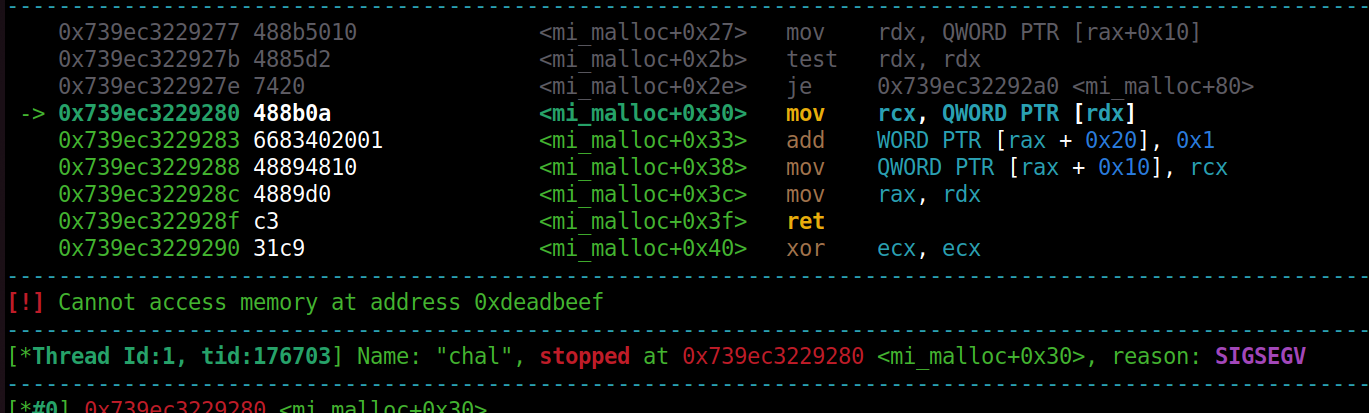 0x739ec3229277 488b5010 <mi_malloc+0x27> mov rdx, QWORD PTR [rax+0x10]
0x739ec322927b 4885d2 <mi_malloc+0x2b> test rdx, rdx
0x739ec322927e 7420 <mi_malloc+0x2e> je 0x739ec32292a0 <mi_malloc+80>
-> 0x739ec3229280 488b0a <mi_malloc+0x30> mov rcx, QWORD PTR [rdx]
0x739ec3229283 6683402001 <mi_malloc+0x33> add WORD PTR [rax + 0x20], 0x1
0x739ec3229288 48894810 <mi_malloc+0x38> mov QWORD PTR [rax + 0x10], rcx
0x739ec322928c 4889d0 <mi_malloc+0x3c> mov rax, rdx
0x739ec322928f c3 <mi_malloc+0x3f> ret
0x739ec3229290 31c9 <mi_malloc+0x40> xor ecx, ecx
[!] Cannot access memory at address 0xdeadbeef
[*Thread Id:1, tid:176703] Name: "chal", stopped at 0x739ec3229280 <mi_malloc+0x30>, reason: SIGSEGV
[*#0] 0x739ec3229280 <mi_malloc+0x30>